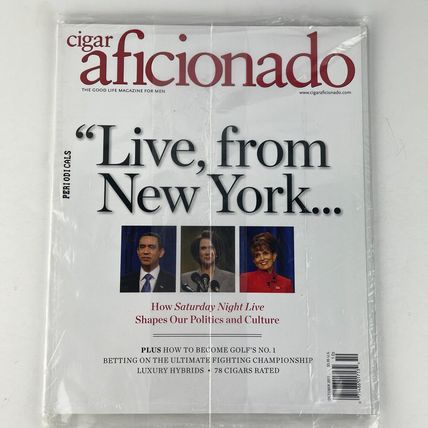 cigar
aficionado
THE GOOD LIFE MAGAZINE FOR MEN
www.cigaraficionado.com
PERIODICALS
“Live, from
New York...
How Saturday Night Live
Shapes Our Politics and Culture
PLUS HOW TO BECOME GOLF'S NO. 1
BETTING ON THE ULTIMATE FIGHTING CHAMPIONSHIP
LUXURY HYBRIDS • 78 CIGARS RATED